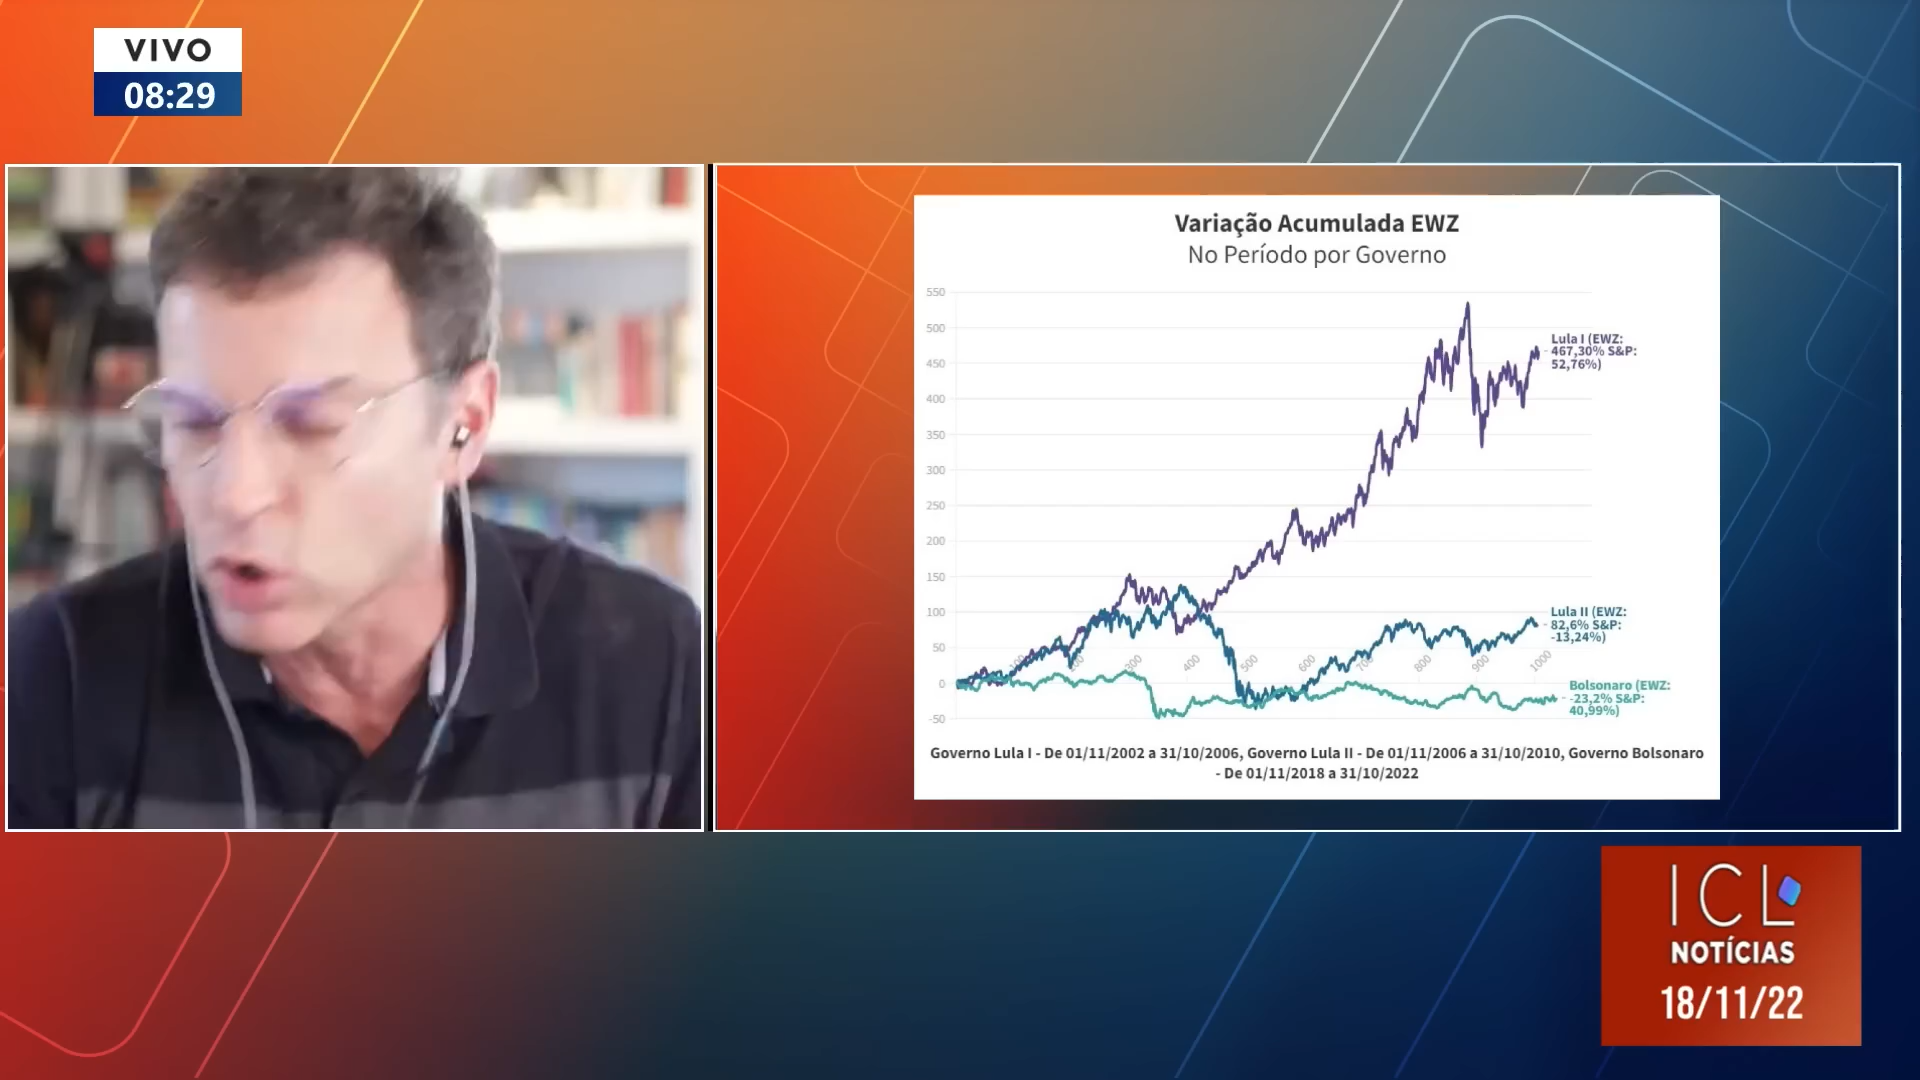 VIVO
08:29
Variação Acumulada EWZ
No Período por Governo
550
500
450
400
350
300
250
200
150
100
50
0
-50
100
200
300
400
500
600
700
800
900
1000
Lula I (EWZ:
467,30% S&P:
52,76%)
Lula II (EWZ:
82,6% S&P:
-13,24%)
Bolsonaro (EWZ:
-23,2% S&P:
40,99%)
Governo Lula I - De 01/11/2002 a 31/10/2006, Governo Lula II - De 01/11/2006 a 31/10/2010, Governo Bolsonaro
- De 01/11/2018 a 31/10/2022
ICL
NOTÍCIAS
18/11/22